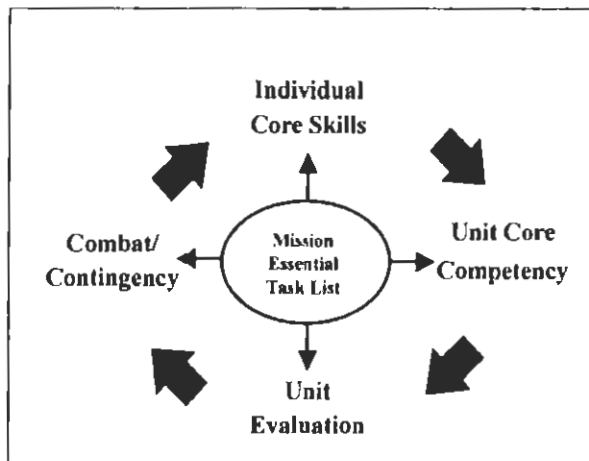 Individual
Core Skills
Combat/
Contingency
Mission
Essential
Task List
Unit Core
Competency
Unit
Evaluation